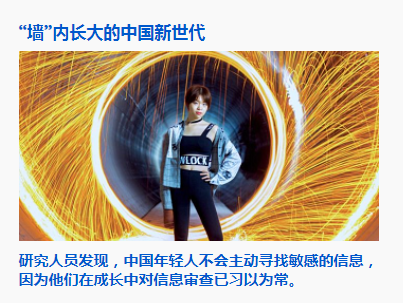 “墙”内长大的中国新世代
NLOCK
研究人员发现，中国年轻人不会主动寻找敏感的信息，
因为他们在成长中对信息审查已习以为常。